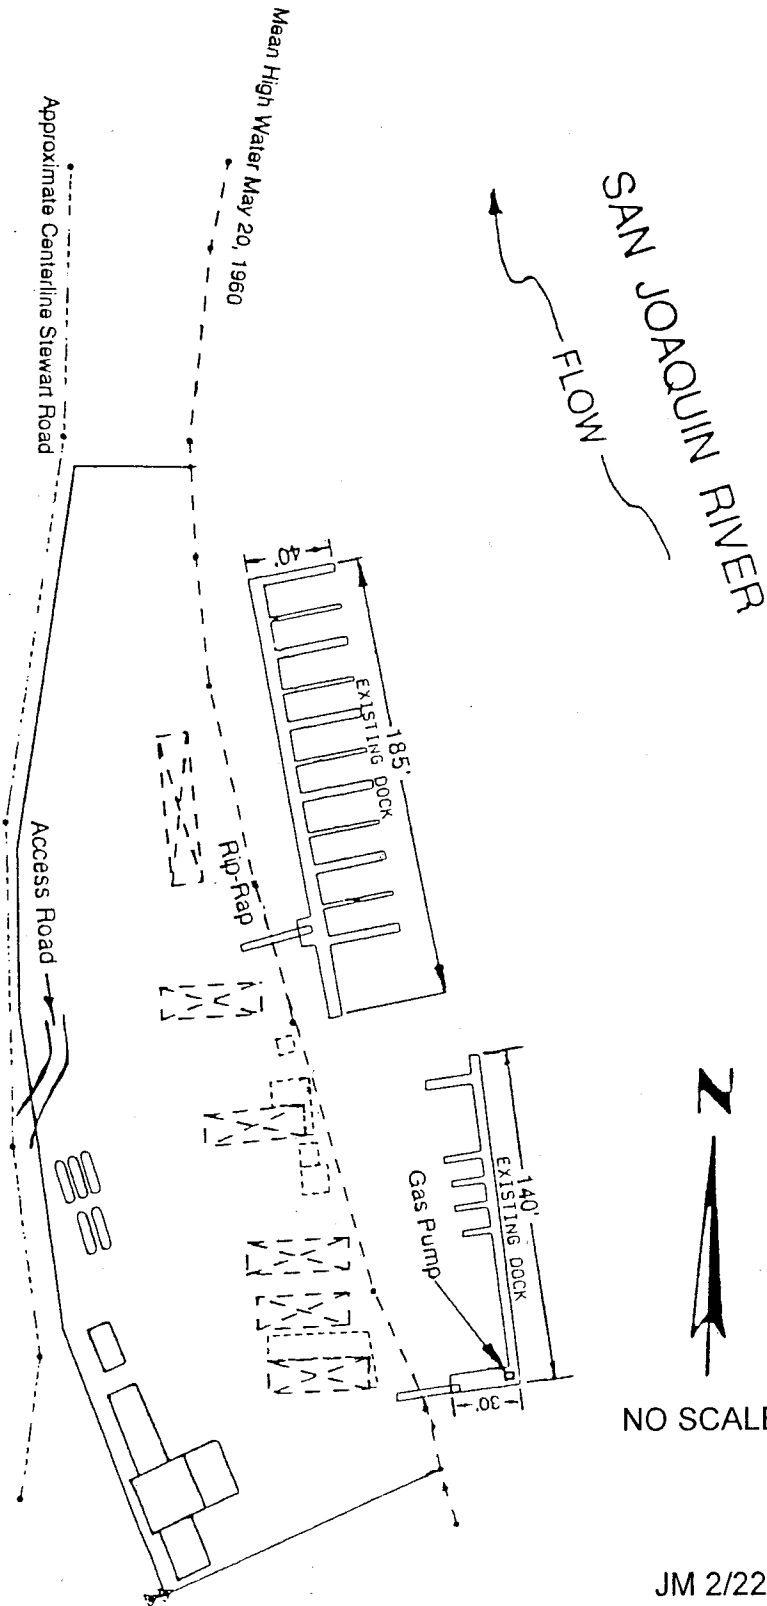 SAN JOAQUIN RIVER
FLOW
Mean High Water May 20, 1960
Approximate Centerline Stewart Road
40'
185'
EXISTING DOCK
Rip-Rap
Access Road
140'
EXISTING DOCK
Gas Pump
30'
N
NO SCALE
JM 2/22